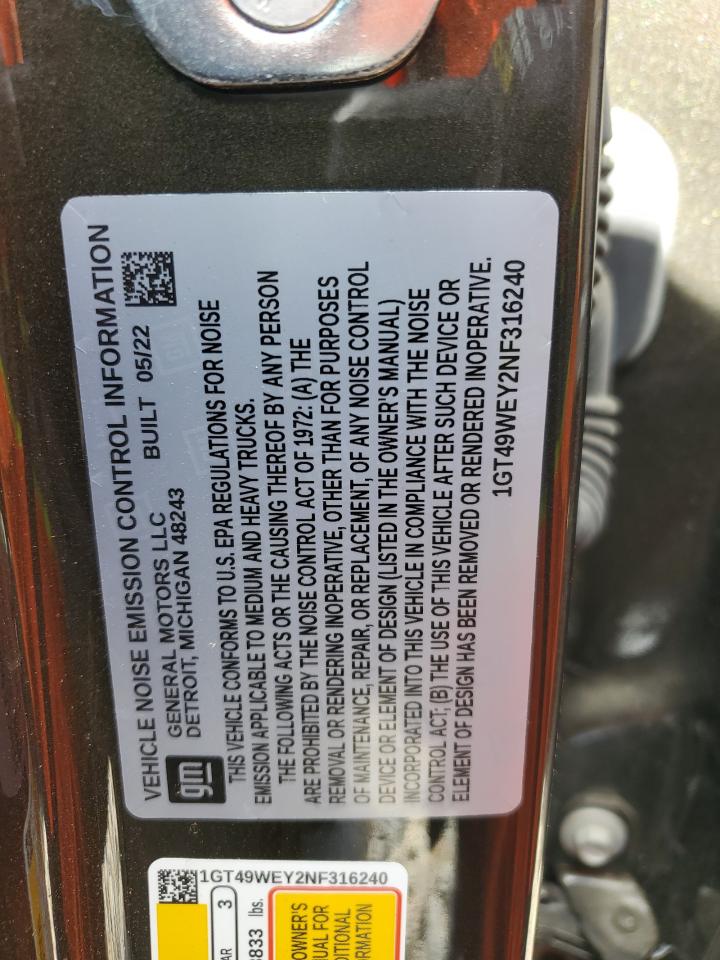 VEHICLE NOISE EMISSION CONTROL INFORMATION
gm
GENERAL MOTORS LLC
DETROIT, MICHIGAN 48243
BUILT 05/22
THIS VEHICLE CONFORMS TO U.S. EPA REGULATIONS FOR NOISE
EMISSION APPLICABLE TO MEDIUM AND HEAVY TRUCKS.
THE FOLLOWING ACTS OR THE CAUSING THEREOF BY ANY PERSON
ARE PROHIBITED BY THE NOISE CONTROL ACT OF 1972: (A) THE
REMOVAL OR RENDERING INOPERATIVE, OTHER THAN FOR PURPOSES
OF MAINTENANCE, REPAIR, OR REPLACEMENT, OF ANY NOISE CONTROL
DEVICE OR ELEMENT OF DESIGN (LISTED IN THE OWNER'S MANUAL)
INCORPORATED INTO THIS VEHICLE IN COMPLIANCE WITH THE NOISE
CONTROL ACT; (B) THE USE OF THIS VEHICLE AFTER SUCH DEVICE OR
ELEMENT OF DESIGN HAS BEEN REMOVED OR RENDERED INOPERATIVE.
1GT49WEY2NF316240
1GT49WEY2NF316240
3
833 lbs.
OWNER'S
FOR